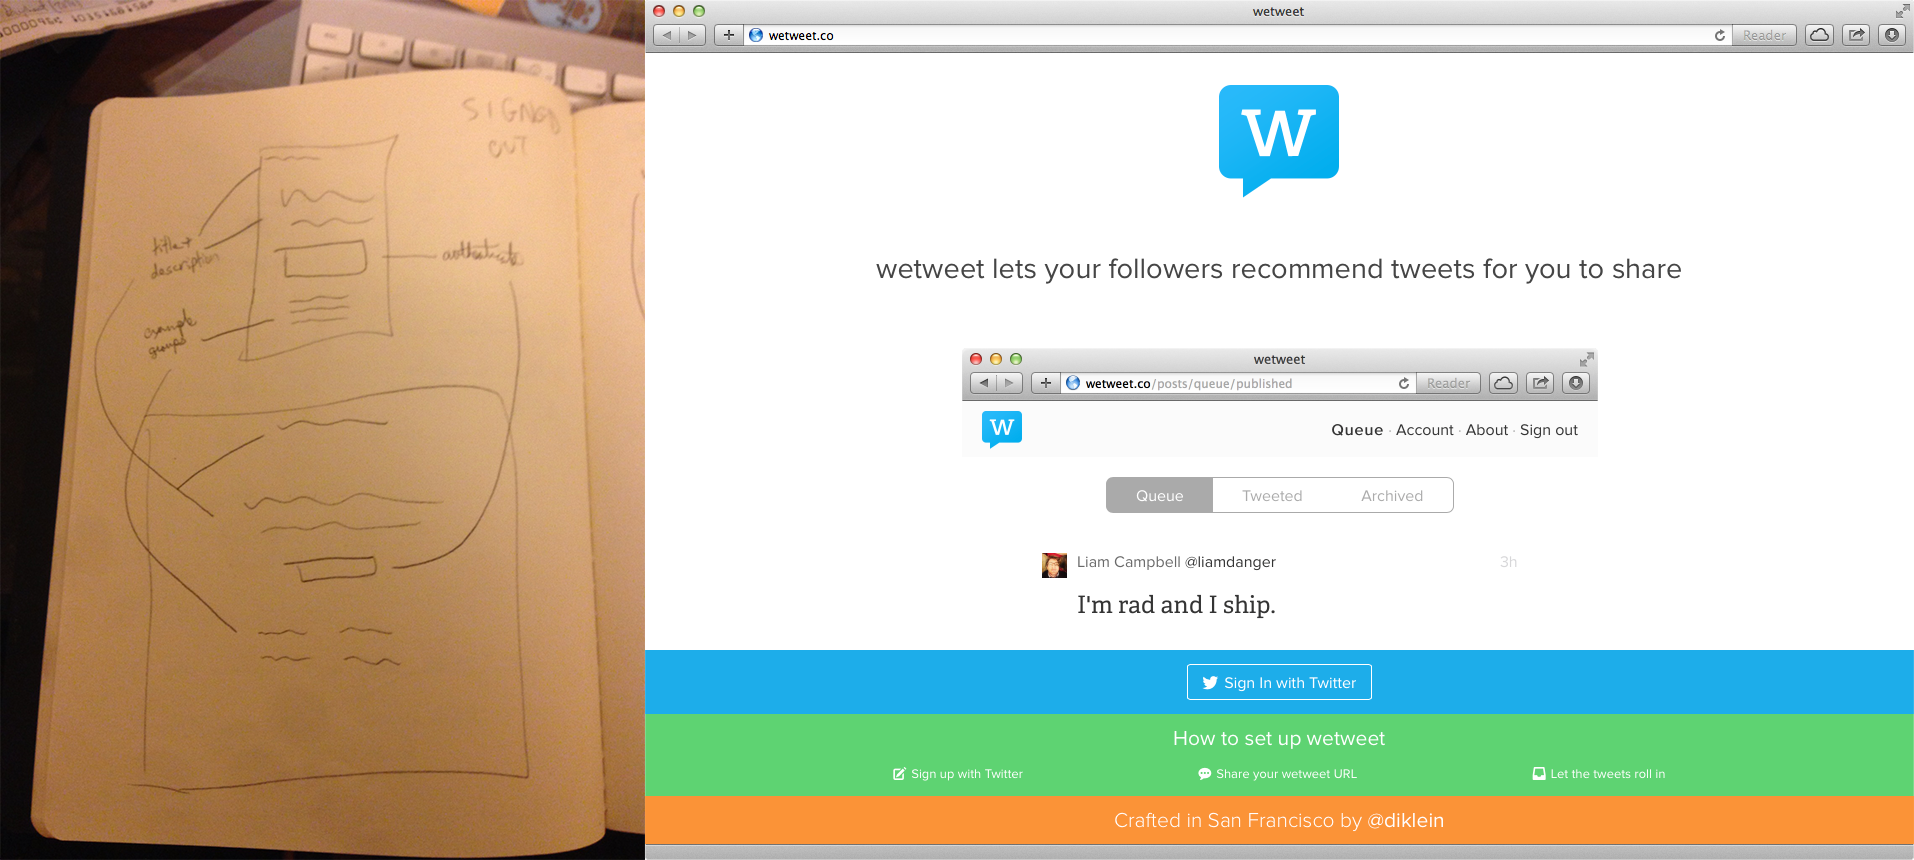 SIGNED
OUT
title +
description
authenticate
example
groups
esc
wetweet
wetweet.co
Reader
W
wetweet lets your followers recommend tweets for you to share
wetweet
wetweet.co/posts/queue/published
Reader
W
Queue · Account · About · Sign out
Queue Tweeted Archived
Liam Campbell @liamdanger 3h
I'm rad and I ship.
Sign In with Twitter
How to set up wetweet
Sign up with Twitter Share your wetweet URL Let the tweets roll in
Crafted in San Francisco by @diklein